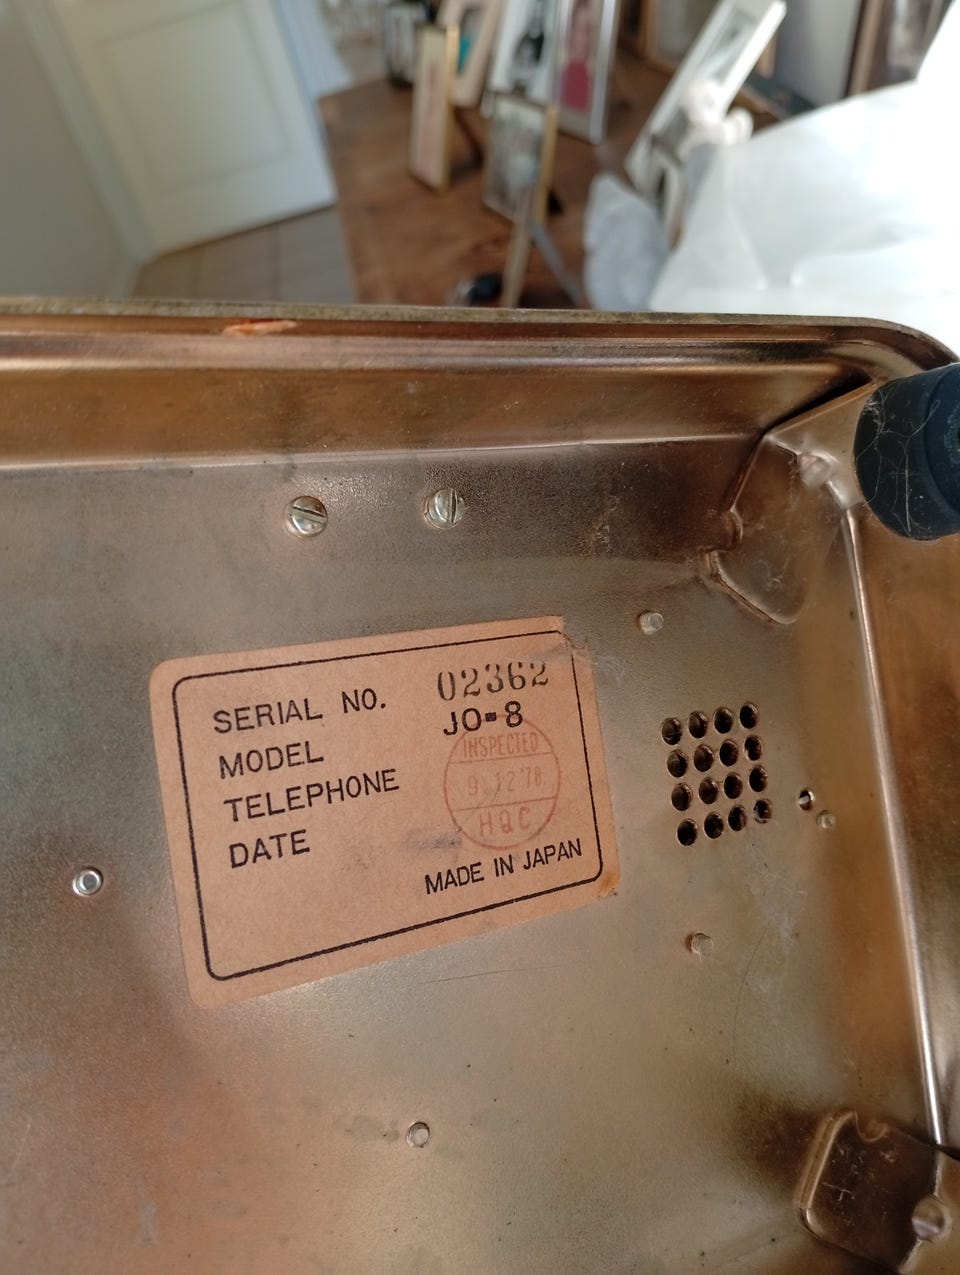 SERIAL NO. 02362
MODEL JO-8
TELEPHONE
DATE
INSPECTED
9.12'78
HQC
MADE IN JAPAN